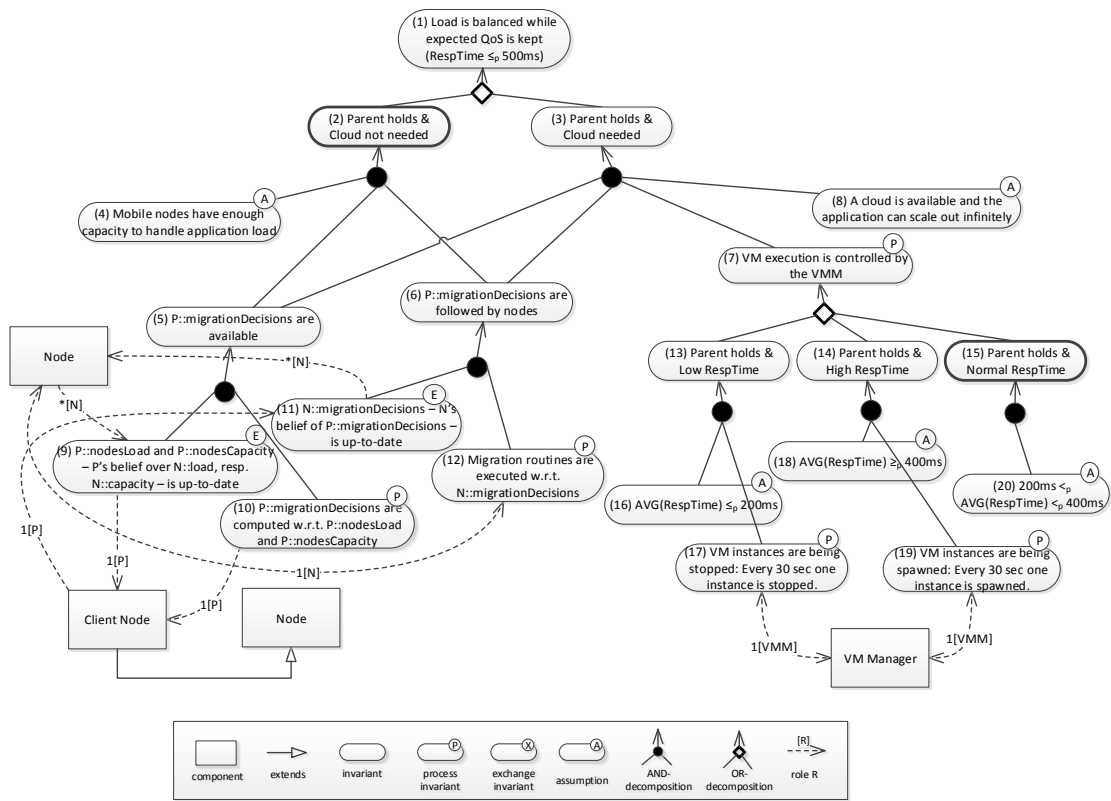 (1) Load is balanced while
expected QoS is kept
(RespTime ≤ₚ 500ms)
(2) Parent holds &
Cloud not needed
(3) Parent holds &
Cloud needed
A
(4) Mobile nodes have enough
capacity to handle application load
A
(8) A cloud is available and the
application can scale out infinitely
P
(7) VM execution is controlled by
the VMM
(6) P::migrationDecisions are
followed by nodes
(5) P::migrationDecisions are
available
Node
*[N]
*[N]
(13) Parent holds &
Low RespTime
(14) Parent holds &
High RespTime
(15) Parent holds &
Normal RespTime
E
(11) N::migrationDecisions – N's
belief of P::migrationDecisions –
is up-to-date
E
(9) P::nodesLoad and P::nodesCapacity
– P's belief over N::load, resp.
N::capacity – is up-to-date
P
(12) Migration routines are
executed w.r.t.
N::migrationDecisions
A
(18) AVG(RespTime) ≥ₚ 400ms
A
(16) AVG(RespTime) ≤ₚ 200ms
A
(20) 200ms <ₚ
AVG(RespTime) <ₚ 400ms
P
(10) P::migrationDecisions are
computed w.r.t. P::nodesLoad
and P::nodesCapacity
P
(17) VM instances are being
stopped: Every 30 sec one
instance is stopped.
P
(19) VM instances are being
spawned: Every 30 sec one
instance is spawned.
1[P]
1[P]
1[N]
1[P]
Client Node
Node
1[VMM]
1[VMM]
VM Manager
component
extends
invariant
P
process
invariant
X
exchange
invariant
A
assumption
AND-
decomposition
OR-
decomposition
[R]
role R